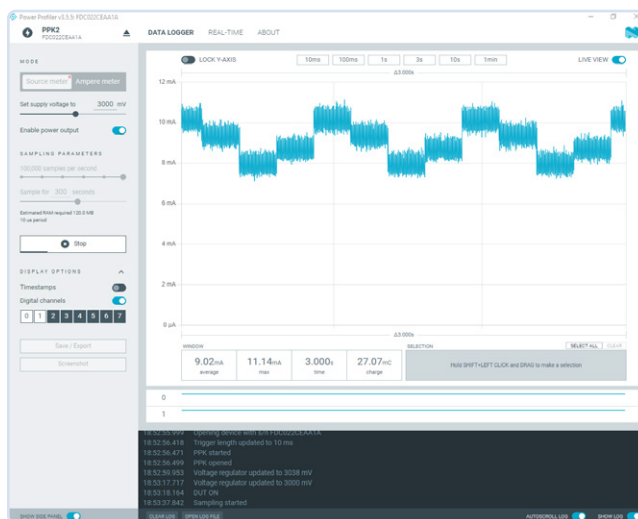 Power Profiler v3.5.5: FDC022CEAA1A
PPK2
FDC022CEAA1A
DATA LOGGER REAL-TIME ABOUT
MODE
Source meter Ampere meter
Set supply voltage to 3000 mV
Enable power output
SAMPLING PARAMETERS
100,000 samples per second
Sample for 300 seconds
Estimated RAM required 120.0 MB
10 us period
Stop
DISPLAY OPTIONS
Timestamps
Digital channels
0 1 2 3 4 5 6 7
Save / Export
Screenshot
SHOW SIDE PANEL
LOCK Y-AXIS
10ms 100ms 1s 3s 10s 1min
LIVE VIEW
Δ3.000s
12 mA
10 mA
8 mA
6 mA
4 mA
2 mA
0 µA
Δ3.000s
WINDOW
9.02mA average
11.14mA max
3.000s time
27.07mC charge
SELECTION
SELECT ALL CLEAR
Hold SHIFT+LEFT CLICK and DRAG to make a selection
0
1
18:52:55.999 Opening device with s/n FDC022CEAA1A
18:52:56.418 Trigger length updated to 10 ms
18:52:56.471 PPK started
18:52:56.499 PPK opened
18:52:59.953 Voltage regulator updated to 3038 mV
18:53:17.717 Voltage regulator updated to 3000 mV
18:53:18.164 DUT ON
18:53:37.842 Sampling started
CLEAR LOG OPEN LOG FILE
AUTOSCROLL LOG SHOW LOG